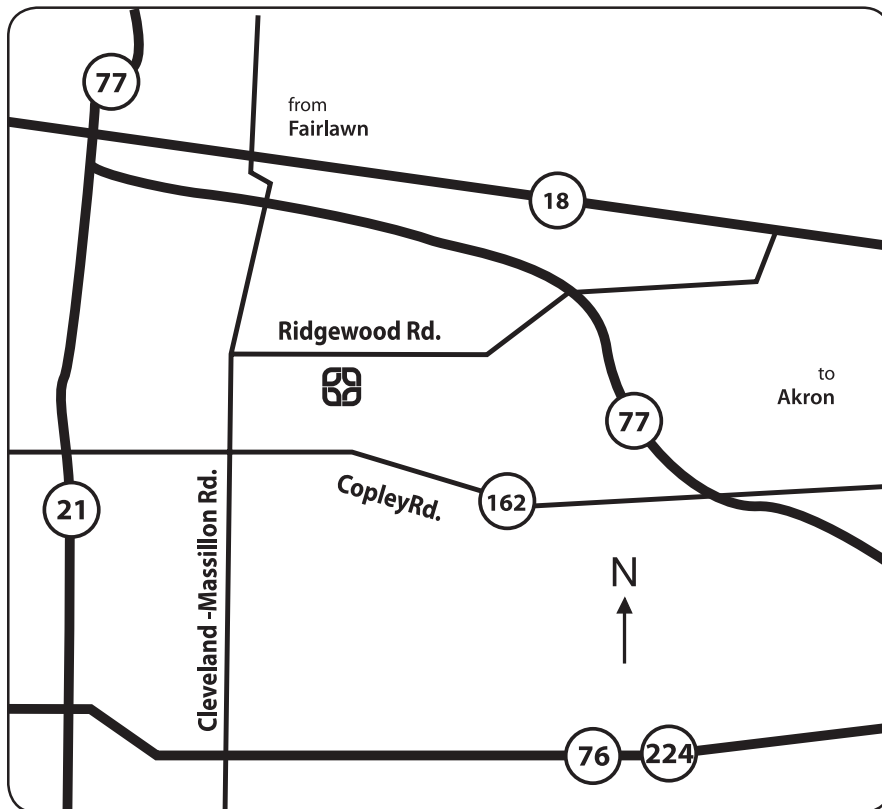 77
from
Fairlawn
18
Ridgewood Rd.
to
Akron
77
CopleyRd.
162
21
Cleveland -Massillon Rd.
N
76
224